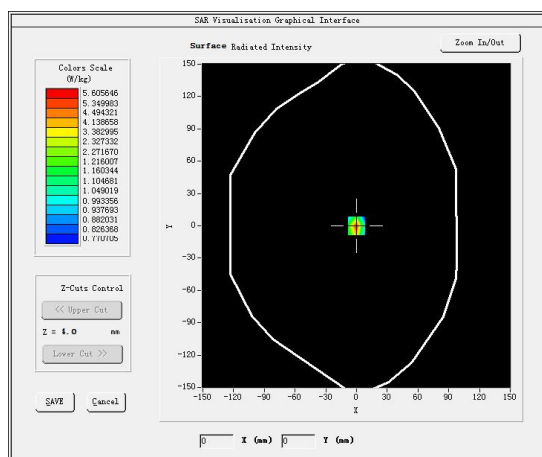 SAR Visualisation Graphical Interface
Surface Radiated Intensity
Zoom In/Out
Colors Scale
(W/kg)
5.605646
5.349983
4.494321
4.138658
3.382995
2.327332
2.271670
1.216007
1.160344
1.104681
1.049019
0.993356
0.937693
0.882031
0.826368
0.770705
Z-Cuts Control
<< Upper Cut
Z = 4.0 mm
Lower Cut >>
SAVE
Cancel
150
120
90
60
30
0
-30
-60
-90
-120
-150
Y
-150 -120 -90 -60 -30 0 30 60 90 120 150
X
0 X (mm) 0 Y (mm)